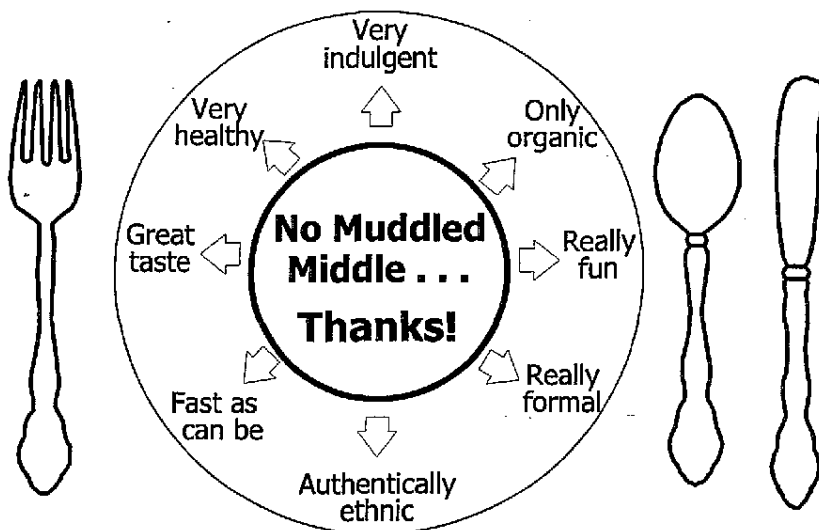 Very
indulgent
Only
organic
Very
healthy
No Muddled
Middle . . .
Thanks!
Great
taste
Really
fun
Fast as
can be
Really
formal
Authentically
ethnic